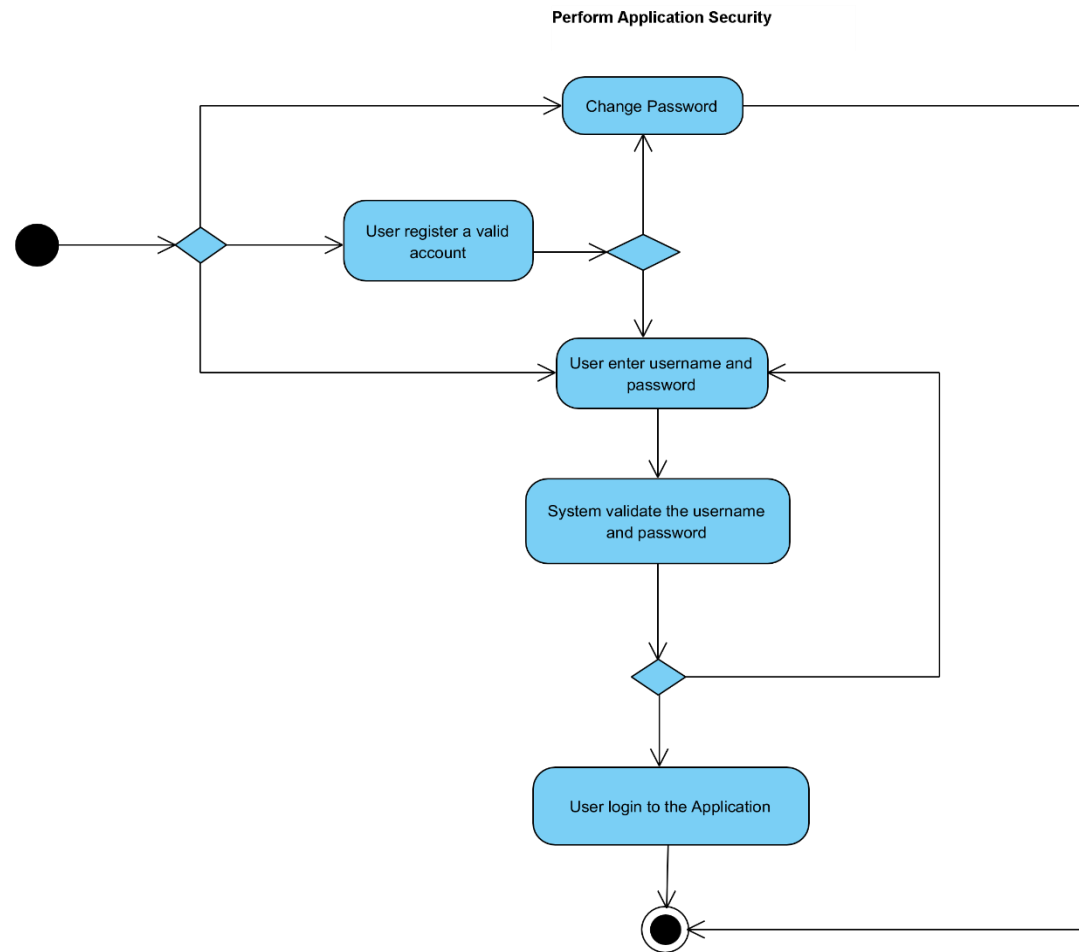 Perform Application Security
Change Password
User register a valid
account
User enter username and
password
System validate the username
and password
User login to the Application